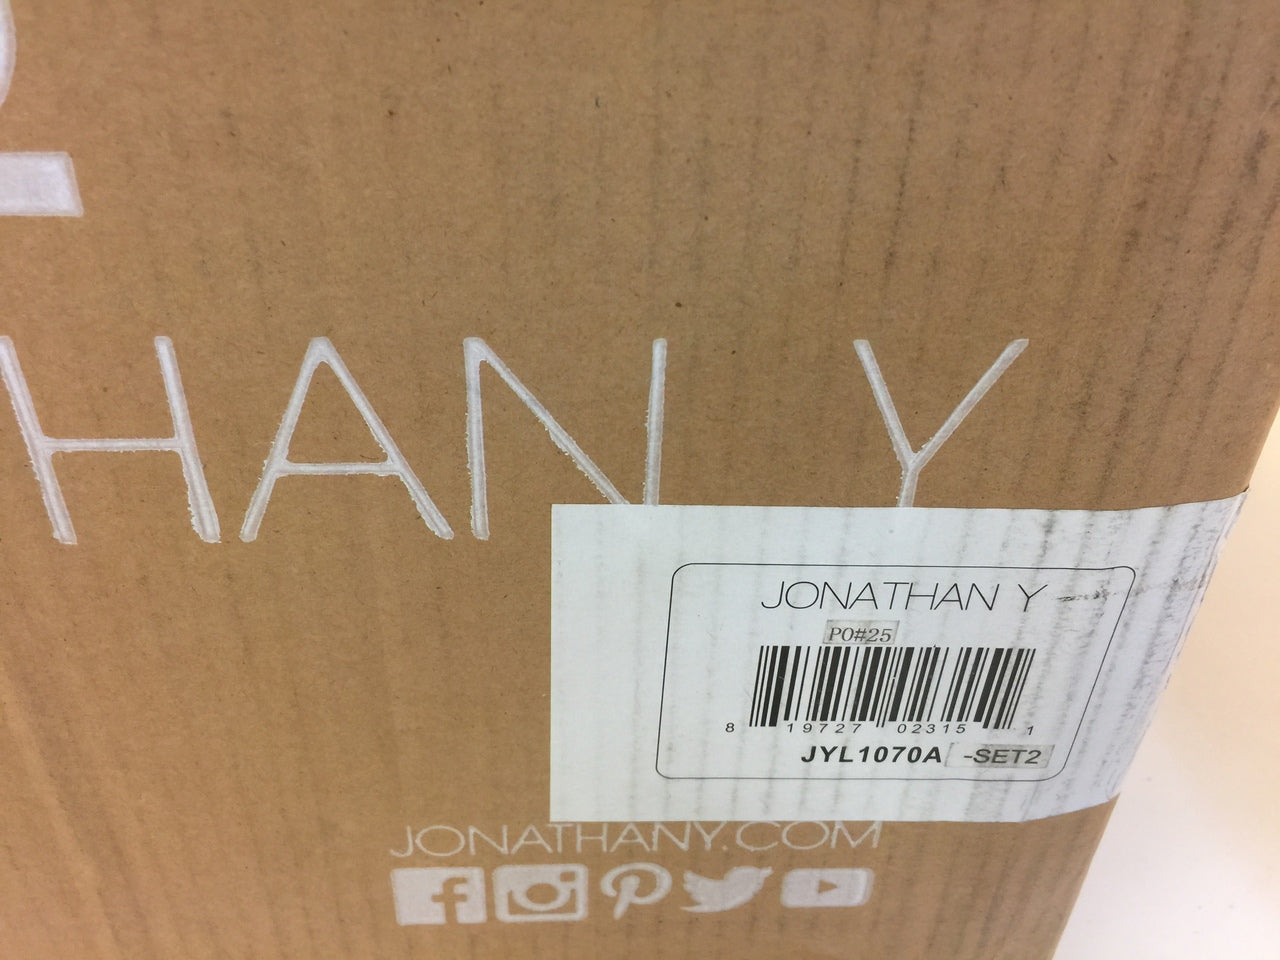 HAN Y
JONATHAN Y
PO#25
8 19727 02315 1
JYL1070A -SET2
JONATHANY.COM